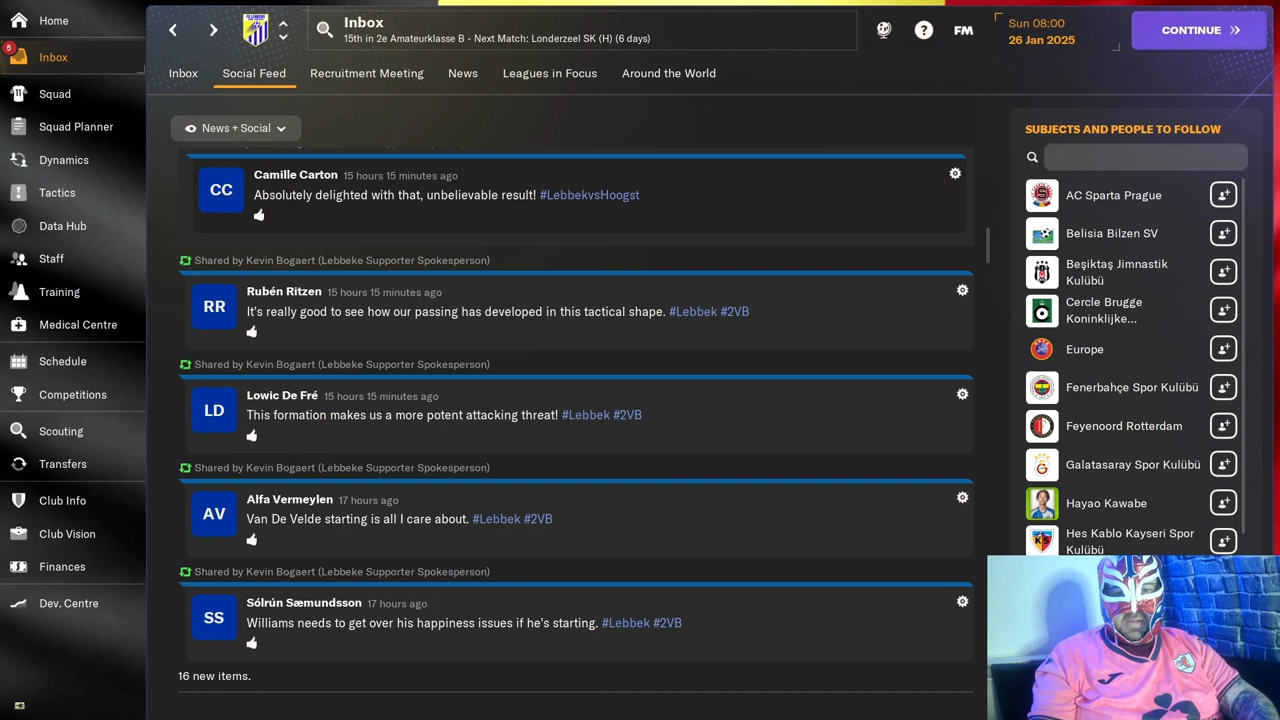 Home
5
Inbox
Squad
Squad Planner
Dynamics
Tactics
Data Hub
Staff
Training
Medical Centre
Schedule
Competitions
Scouting
Transfers
Club Info
Club Vision
Finances
Dev. Centre
Inbox
15th in 2e Amateurklasse B - Next Match: Londerzeel SK (H) (6 days)
?
FM
Sun 08:00
26 Jan 2025
CONTINUE
Inbox Social Feed Recruitment Meeting News Leagues in Focus Around the World
News + Social
CC
Camille Carton 15 hours 15 minutes ago
Absolutely delighted with that, unbelievable result! #LebbekvsHoogst
Shared by Kevin Bogaert (Lebbeke Supporter Spokesperson)
RR
Rubén Ritzen 15 hours 15 minutes ago
It's really good to see how our passing has developed in this tactical shape. #Lebbek #2VB
Shared by Kevin Bogaert (Lebbeke Supporter Spokesperson)
LD
Lowic De Fré 15 hours 15 minutes ago
This formation makes us a more potent attacking threat! #Lebbek #2VB
Shared by Kevin Bogaert (Lebbeke Supporter Spokesperson)
AV
Alfa Vermeylen 17 hours ago
Van De Velde starting is all I care about. #Lebbek #2VB
Shared by Kevin Bogaert (Lebbeke Supporter Spokesperson)
SS
Sólrún Sæmundsson 17 hours ago
Williams needs to get over his happiness issues if he's starting. #Lebbek #2VB
16 new items.
SUBJECTS AND PEOPLE TO FOLLOW
AC Sparta Prague
Belisia Bilzen SV
Beşiktaş Jimnastik
Kulübü
Cercle Brugge
Koninklijke...
Europe
Fenerbahçe Spor Kulübü
Feyenoord Rotterdam
Galatasaray Spor Kulübü
Hayao Kawabe
Hes Kablo Kayseri Spor
Kulübü